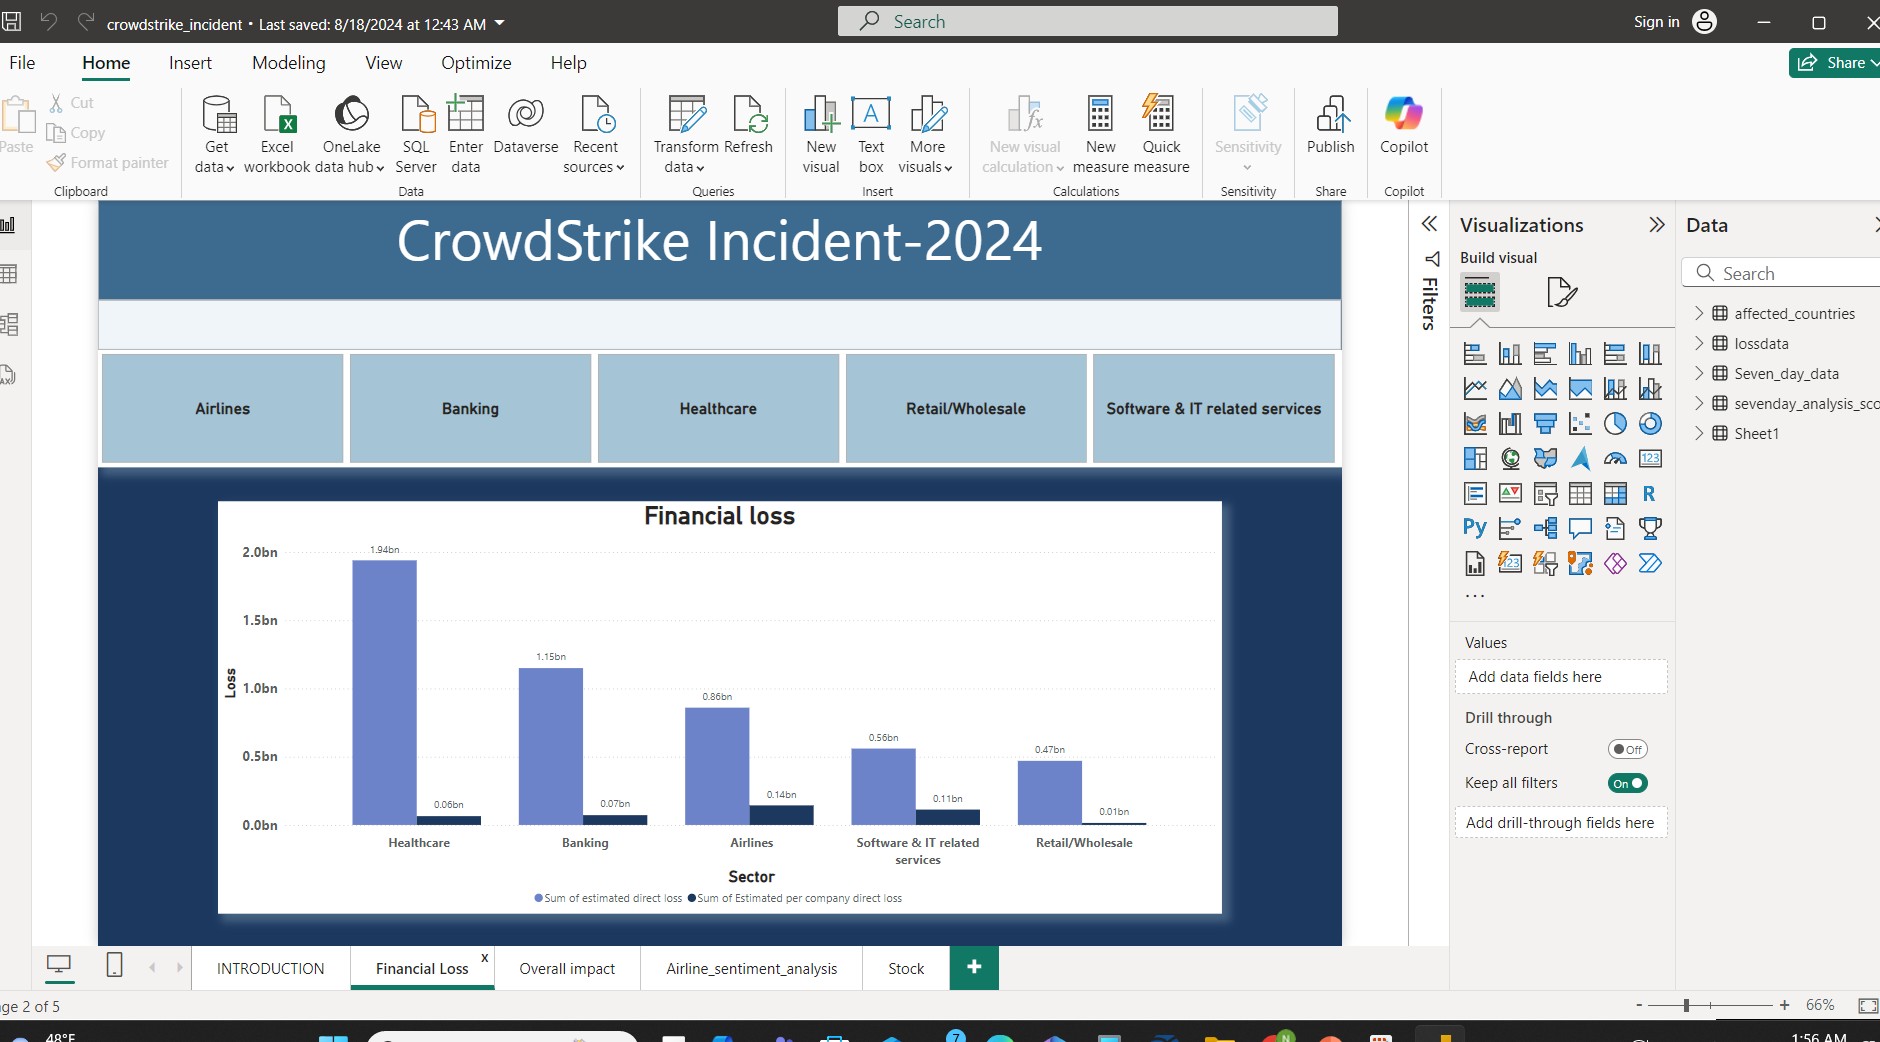 crowdstrike_incident • Last saved: 8/18/2024 at 12:43 AM
Search
Sign in
File Home Insert Modeling View Optimize Help
Share
Paste
Cut
Copy
Format painter
Clipboard
Get data
Excel workbook
OneLake data hub
SQL Server
Enter data
Dataverse
Recent sources
Data
Transform data
Refresh
Queries
New visual
Text box
More visuals
Insert
New visual calculation
New measure
Quick measure
Calculations
Sensitivity
Sensitivity
Publish
Share
Copilot
Copilot
CrowdStrike Incident-2024
Airlines
Banking
Healthcare
Retail/Wholesale
Software & IT related services
Financial loss
Loss
2.0bn
1.5bn
1.0bn
0.5bn
0.0bn
1.94bn
0.06bn
1.15bn
0.07bn
0.86bn
0.14bn
0.56bn
0.11bn
0.47bn
0.01bn
Healthcare
Banking
Airlines
Software & IT related
services
Retail/Wholesale
Sector
Sum of estimated direct loss Sum of Estimated per company direct loss
Filters
Visualizations
Build visual
123
R
Py
123
...
Values
Add data fields here
Drill through
Cross-report
Off
Keep all filters
On
Add drill-through fields here
Data
Search
affected_countries
lossdata
Seven_day_data
sevenday_analysis_sco
Sheet1
INTRODUCTION
Financial Loss
x
Overall impact
Airline_sentiment_analysis
Stock
+
ge 2 of 5
- + 66%
48°F
7
N
1:56 AM